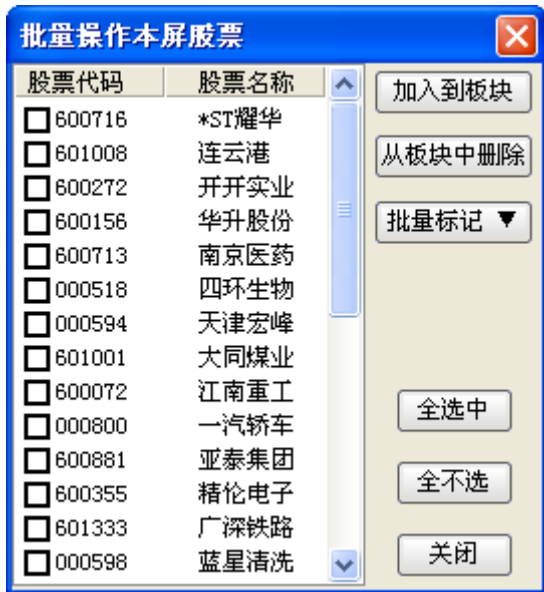 批量操作本屏股票
股票代码 股票名称
600716 *ST耀华
601008 连云港
600272 开开实业
600156 华升股份
600713 南京医药
000518 四环生物
000594 天津宏峰
601001 大同煤业
600072 江南重工
000800 一汽轿车
600881 亚泰集团
600355 精伦电子
601333 广深铁路
000598 蓝星清洗
加入到板块
从板块中删除
批量标记 ▼
全选中
全不选
关闭